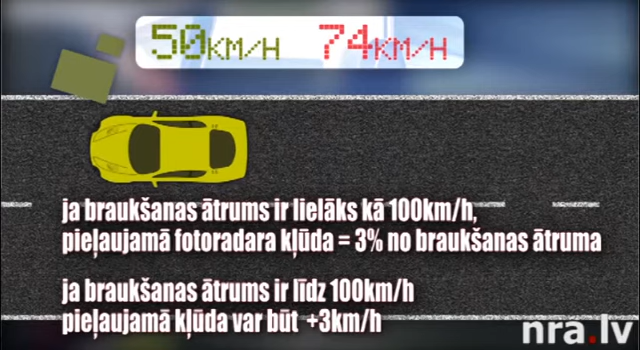 50KM/H 74KM/H
ja braukšanas ātrums ir lielāks kā 100km/h,
pieļaujamā fotoradara kļūda = 3% no braukšanas ātruma
ja braukšanas ātrums ir līdz 100km/h
pieļaujamā kļūda var būt +3km/h
nra.lv